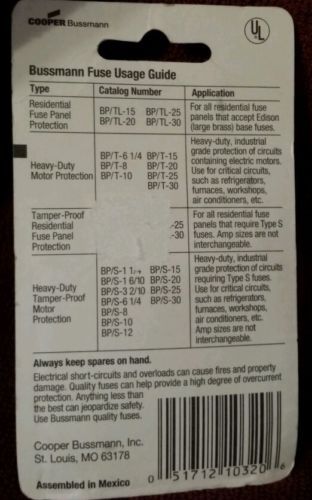 COOPER Bussmann
UL
Bussmann Fuse Usage Guide
Type Catalog Number Application
Residential Fuse Panel Protection
BP/TL-15 BP/TL-25
BP/TL-20 BP/TL-30
For all residential fuse
panels that accept Edison
(large brass) base fuses.
Heavy-Duty
Motor Protection
BP/T-6 1/4 BP/T-15
BP/T-8 BP/T-20
BP/T-10 BP/T-25
BP/T-30
Heavy-duty, industrial
grade protection of circuits
containing electric motors.
Use for critical circuits,
such as refrigerators,
furnaces, workshops,
air conditioners, etc.
Tamper-Proof
Residential
Fuse Panel
Protection
-25
-30
For all residential fuse
panels that require Type S
fuses. Amp sizes are not
interchangeable.
Heavy-Duty
Tamper-Proof
Motor
Protection
BP/S-1 BP/S-15
BP/S-1 6/10 BP/S-20
BP/S-3 2/10 BP/S-25
BP/S-6 1/4 BP/S-30
BP/S-8
BP/S-10
BP/S-12
Heavy-duty, industrial
grade protection of circuits
requiring Type S fuses.
Use for critical circuits,
such as refrigerators,
furnaces, workshops,
air conditioners, etc.
Amp sizes are not
interchangeable.
Always keep spares on hand.
Electrical short-circuits and overloads can cause fires and property
damage. Quality fuses can help provide a high degree of overcurrent
protection. Anything less than
the best can jeopardize safety.
Use Bussmann quality fuses.
Cooper Bussmann, Inc.
St. Louis, MO 63178
Assembled in Mexico
0 51712 10320 6